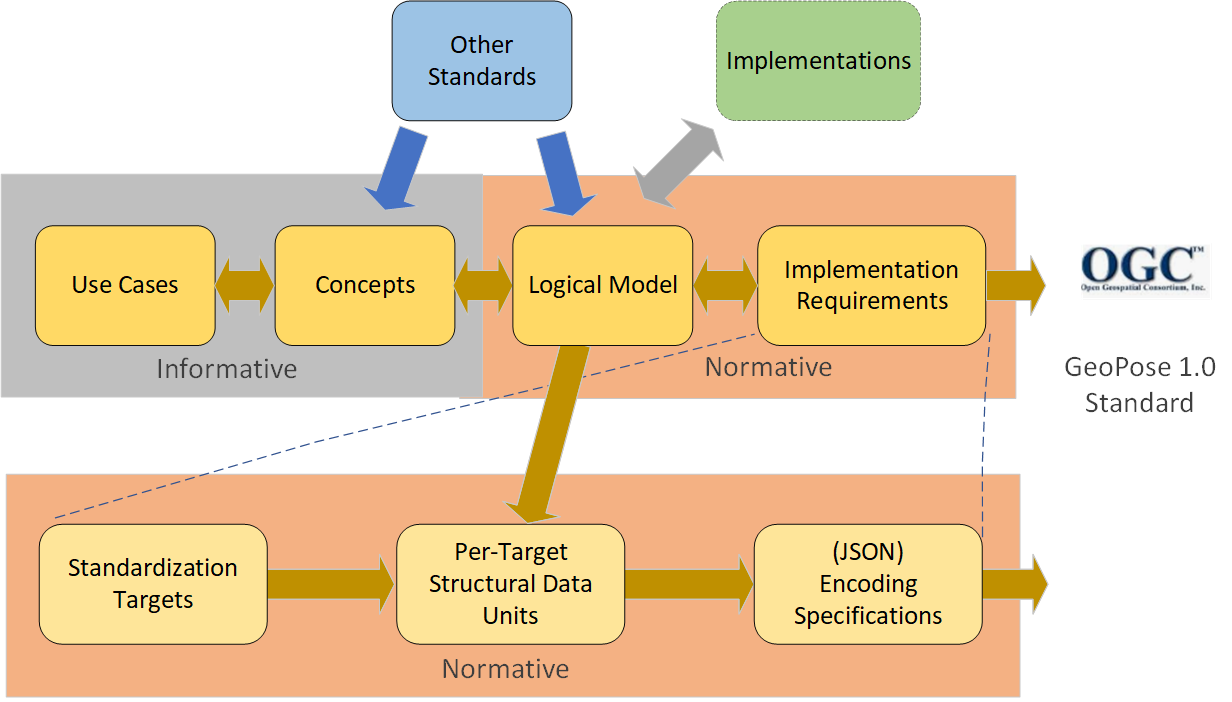 Other
Standards
Implementations
Use Cases
Concepts
Logical Model
Implementation
Requirements
OGC™
Open Geospatial Consortium, Inc.
Informative
Normative
GeoPose 1.0
Standard
Standardization
Targets
Per-Target
Structural Data
Units
(JSON)
Encoding
Specifications
Normative